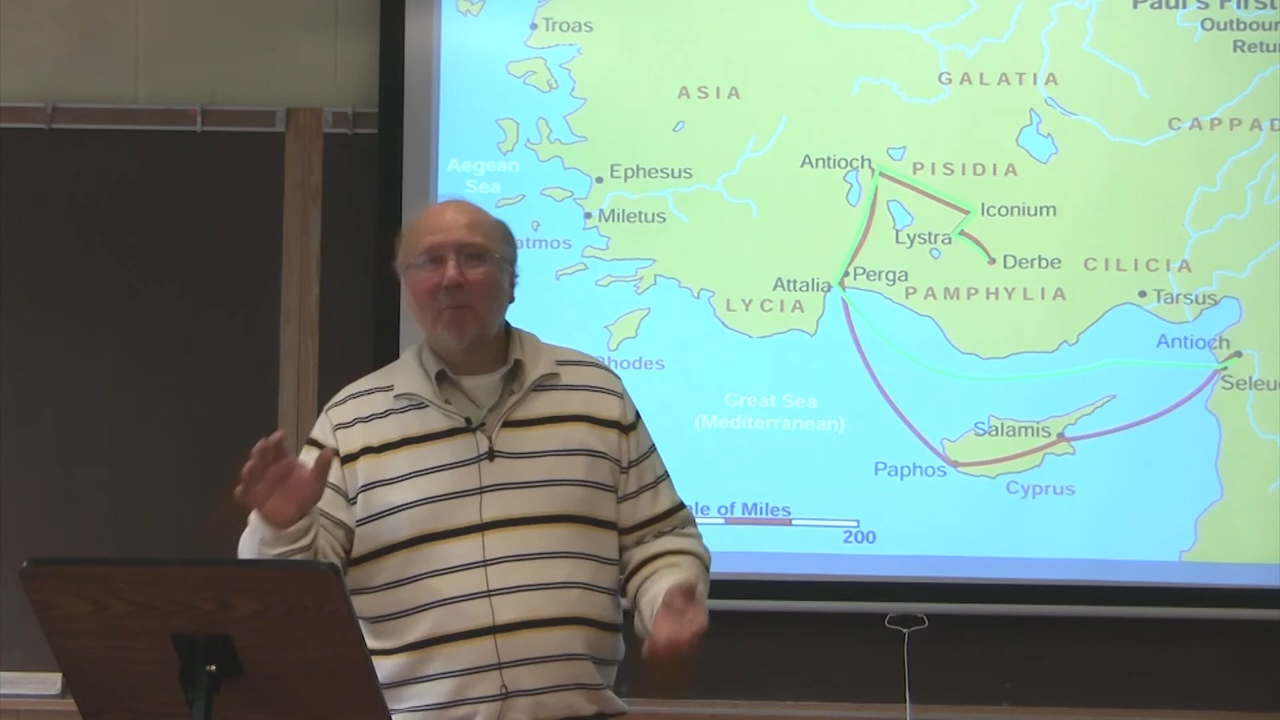 Paul's First
Outbour
Retur
Troas
GALATIA
ASIA
CAPPAD
Antioch
PISIDIA
Aegean
Sea
Ephesus
Miletus
Iconium
Lystra
atmos
Derbe
CILICIA
Perga
Attalia
PAMPHYLIA
LYCIA
Tarsus
Antioch
Rhodes
Seleu
Great Sea
(Mediterranean)
Salamis
Paphos
Cyprus
ale of Miles
200